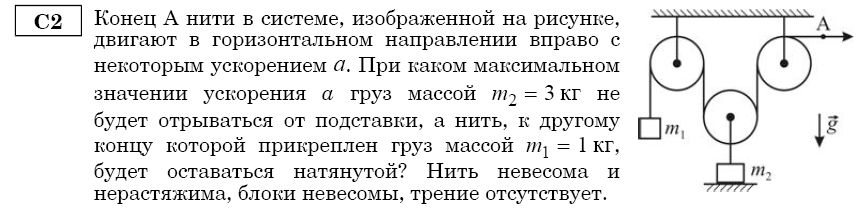 С2
Конец А нити в системе, изображенной на рисунке,
двигают в горизонтальном направлении вправо с
некоторым ускорением a. При каком максимальном
значении ускорения a груз массой m₂ = 3 кг не
будет отрываться от подставки, а нить, к другому
концу которой прикреплен груз массой m₁ = 1 кг,
будет оставаться натянутой? Нить невесома и
нерастяжима, блоки невесомы, трение отсутствует.
A
m₁
g⃗
m₂